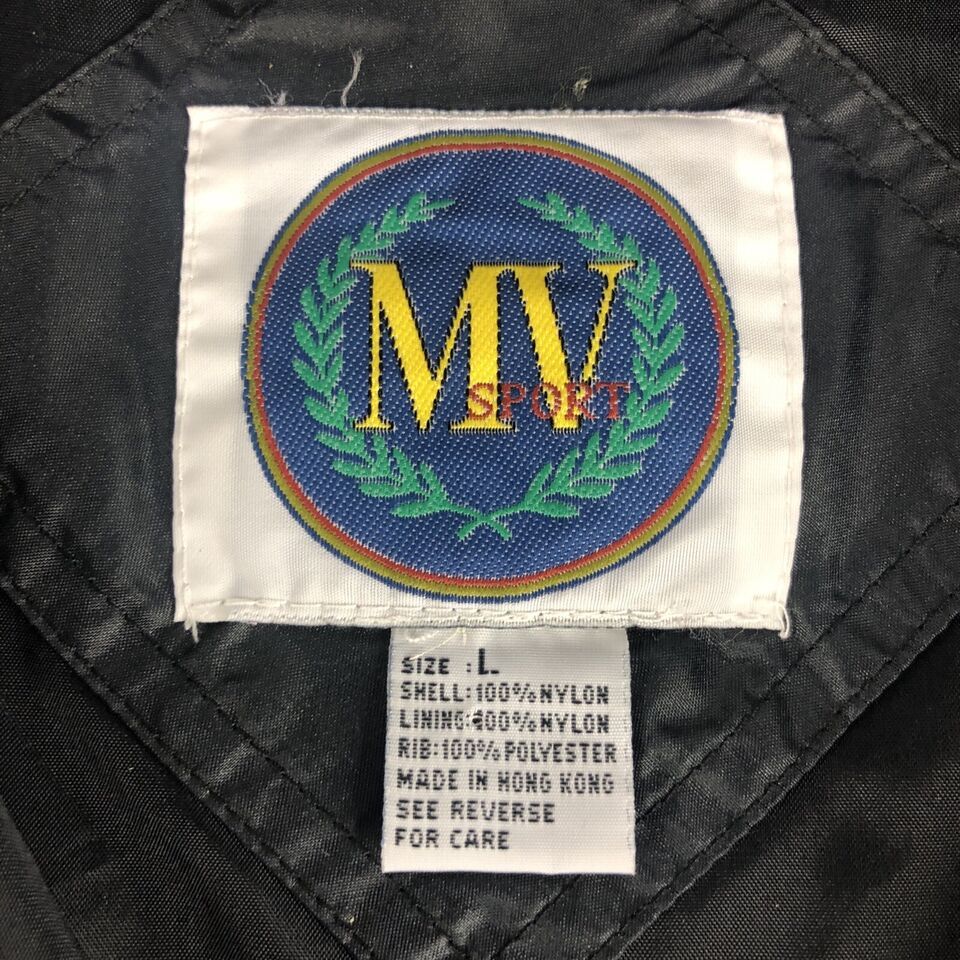 MV
SPORT
SIZE : L
SHELL: 100% NYLON
LINING: 100% NYLON
RIB: 100% POLYESTER
MADE IN HONG KONG
SEE REVERSE
FOR CARE